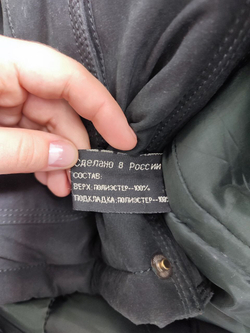 Сделано в России
СОСТАВ:
ВЕРХ:ПОЛИЭСТЕР--100%
ПОДКЛАДКА:ПОЛИЭСТЕР--100